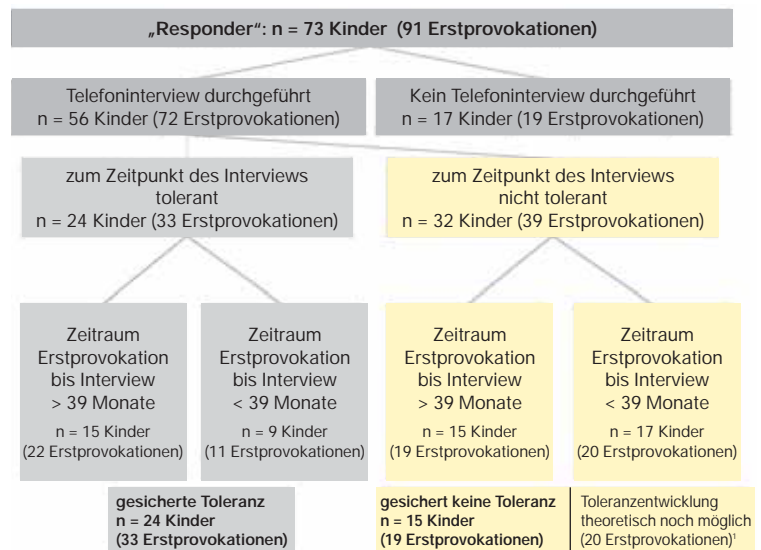 „Responder“: n = 73 Kinder (91 Erstprovokationen)
Telefoninterview durchgeführt
n = 56 Kinder (72 Erstprovokationen)
Kein Telefoninterview durchgeführt
n = 17 Kinder (19 Erstprovokationen)
zum Zeitpunkt des Interviews
tolerant
n = 24 Kinder (33 Erstprovokationen)
zum Zeitpunkt des Interviews
nicht tolerant
n = 32 Kinder (39 Erstprovokationen)
Zeitraum
Erstprovokation
bis Interview
> 39 Monate
n = 15 Kinder
(22 Erstprovokationen)
Zeitraum
Erstprovokation
bis Interview
< 39 Monate
n = 9 Kinder
(11 Erstprovokationen)
Zeitraum
Erstprovokation
bis Interview
> 39 Monate
n = 15 Kinder
(19 Erstprovokationen)
Zeitraum
Erstprovokation
bis Interview
< 39 Monate
n = 17 Kinder
(20 Erstprovokationen)
gesicherte Toleranz
n = 24 Kinder
(33 Erstprovokationen)
gesichert keine Toleranz
n = 15 Kinder
(19 Erstprovokationen)
Toleranzentwicklung
theoretisch noch möglich
(20 Erstprovokationen)¹